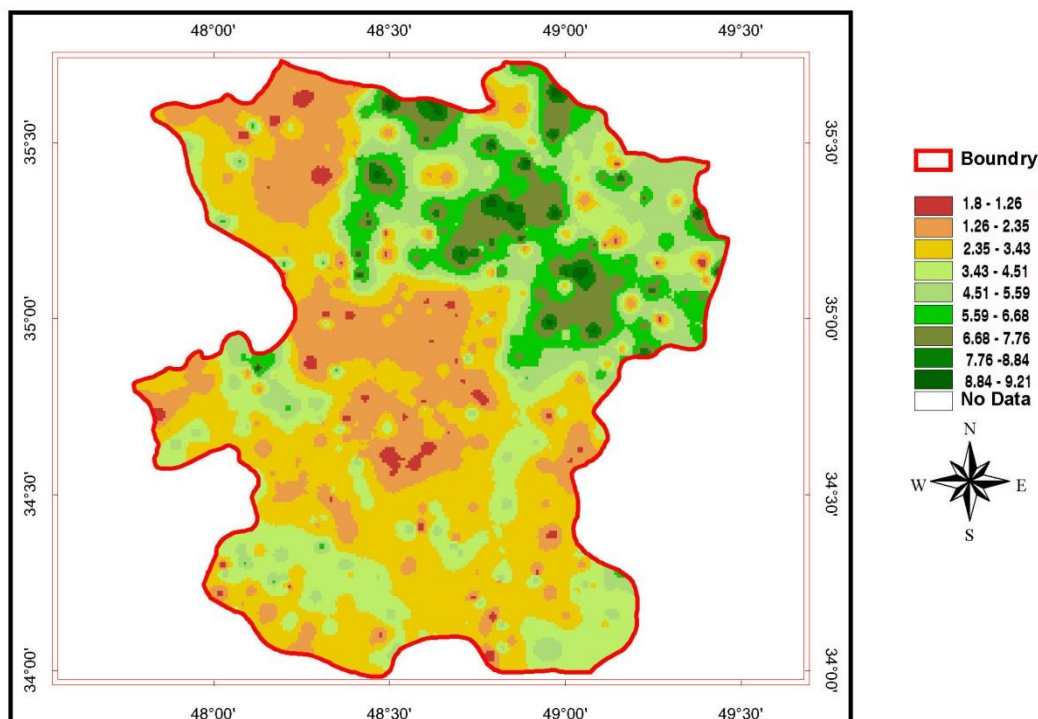 48°00'
48°30'
49°00'
49°30'
35°30'
35°00'
34°30'
34°00'
35°30'
35°00'
34°30'
34°00'
48°00'
48°30'
49°00'
49°30'
Boundry
1.8 - 1.26
1.26 - 2.35
2.35 - 3.43
3.43 - 4.51
4.51 - 5.59
5.59 - 6.68
6.68 - 7.76
7.76 -8.84
8.84 - 9.21
No Data
N
W E
S